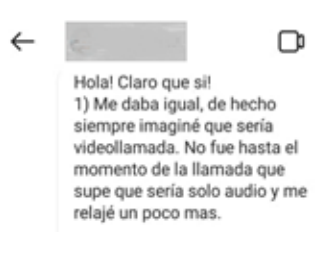 Hola! Claro que si!
1) Me daba igual, de hecho
siempre imaginé que sería
videollamada. No fue hasta el
momento de la llamada que
supe que sería solo audio y me
relajé un poco mas.